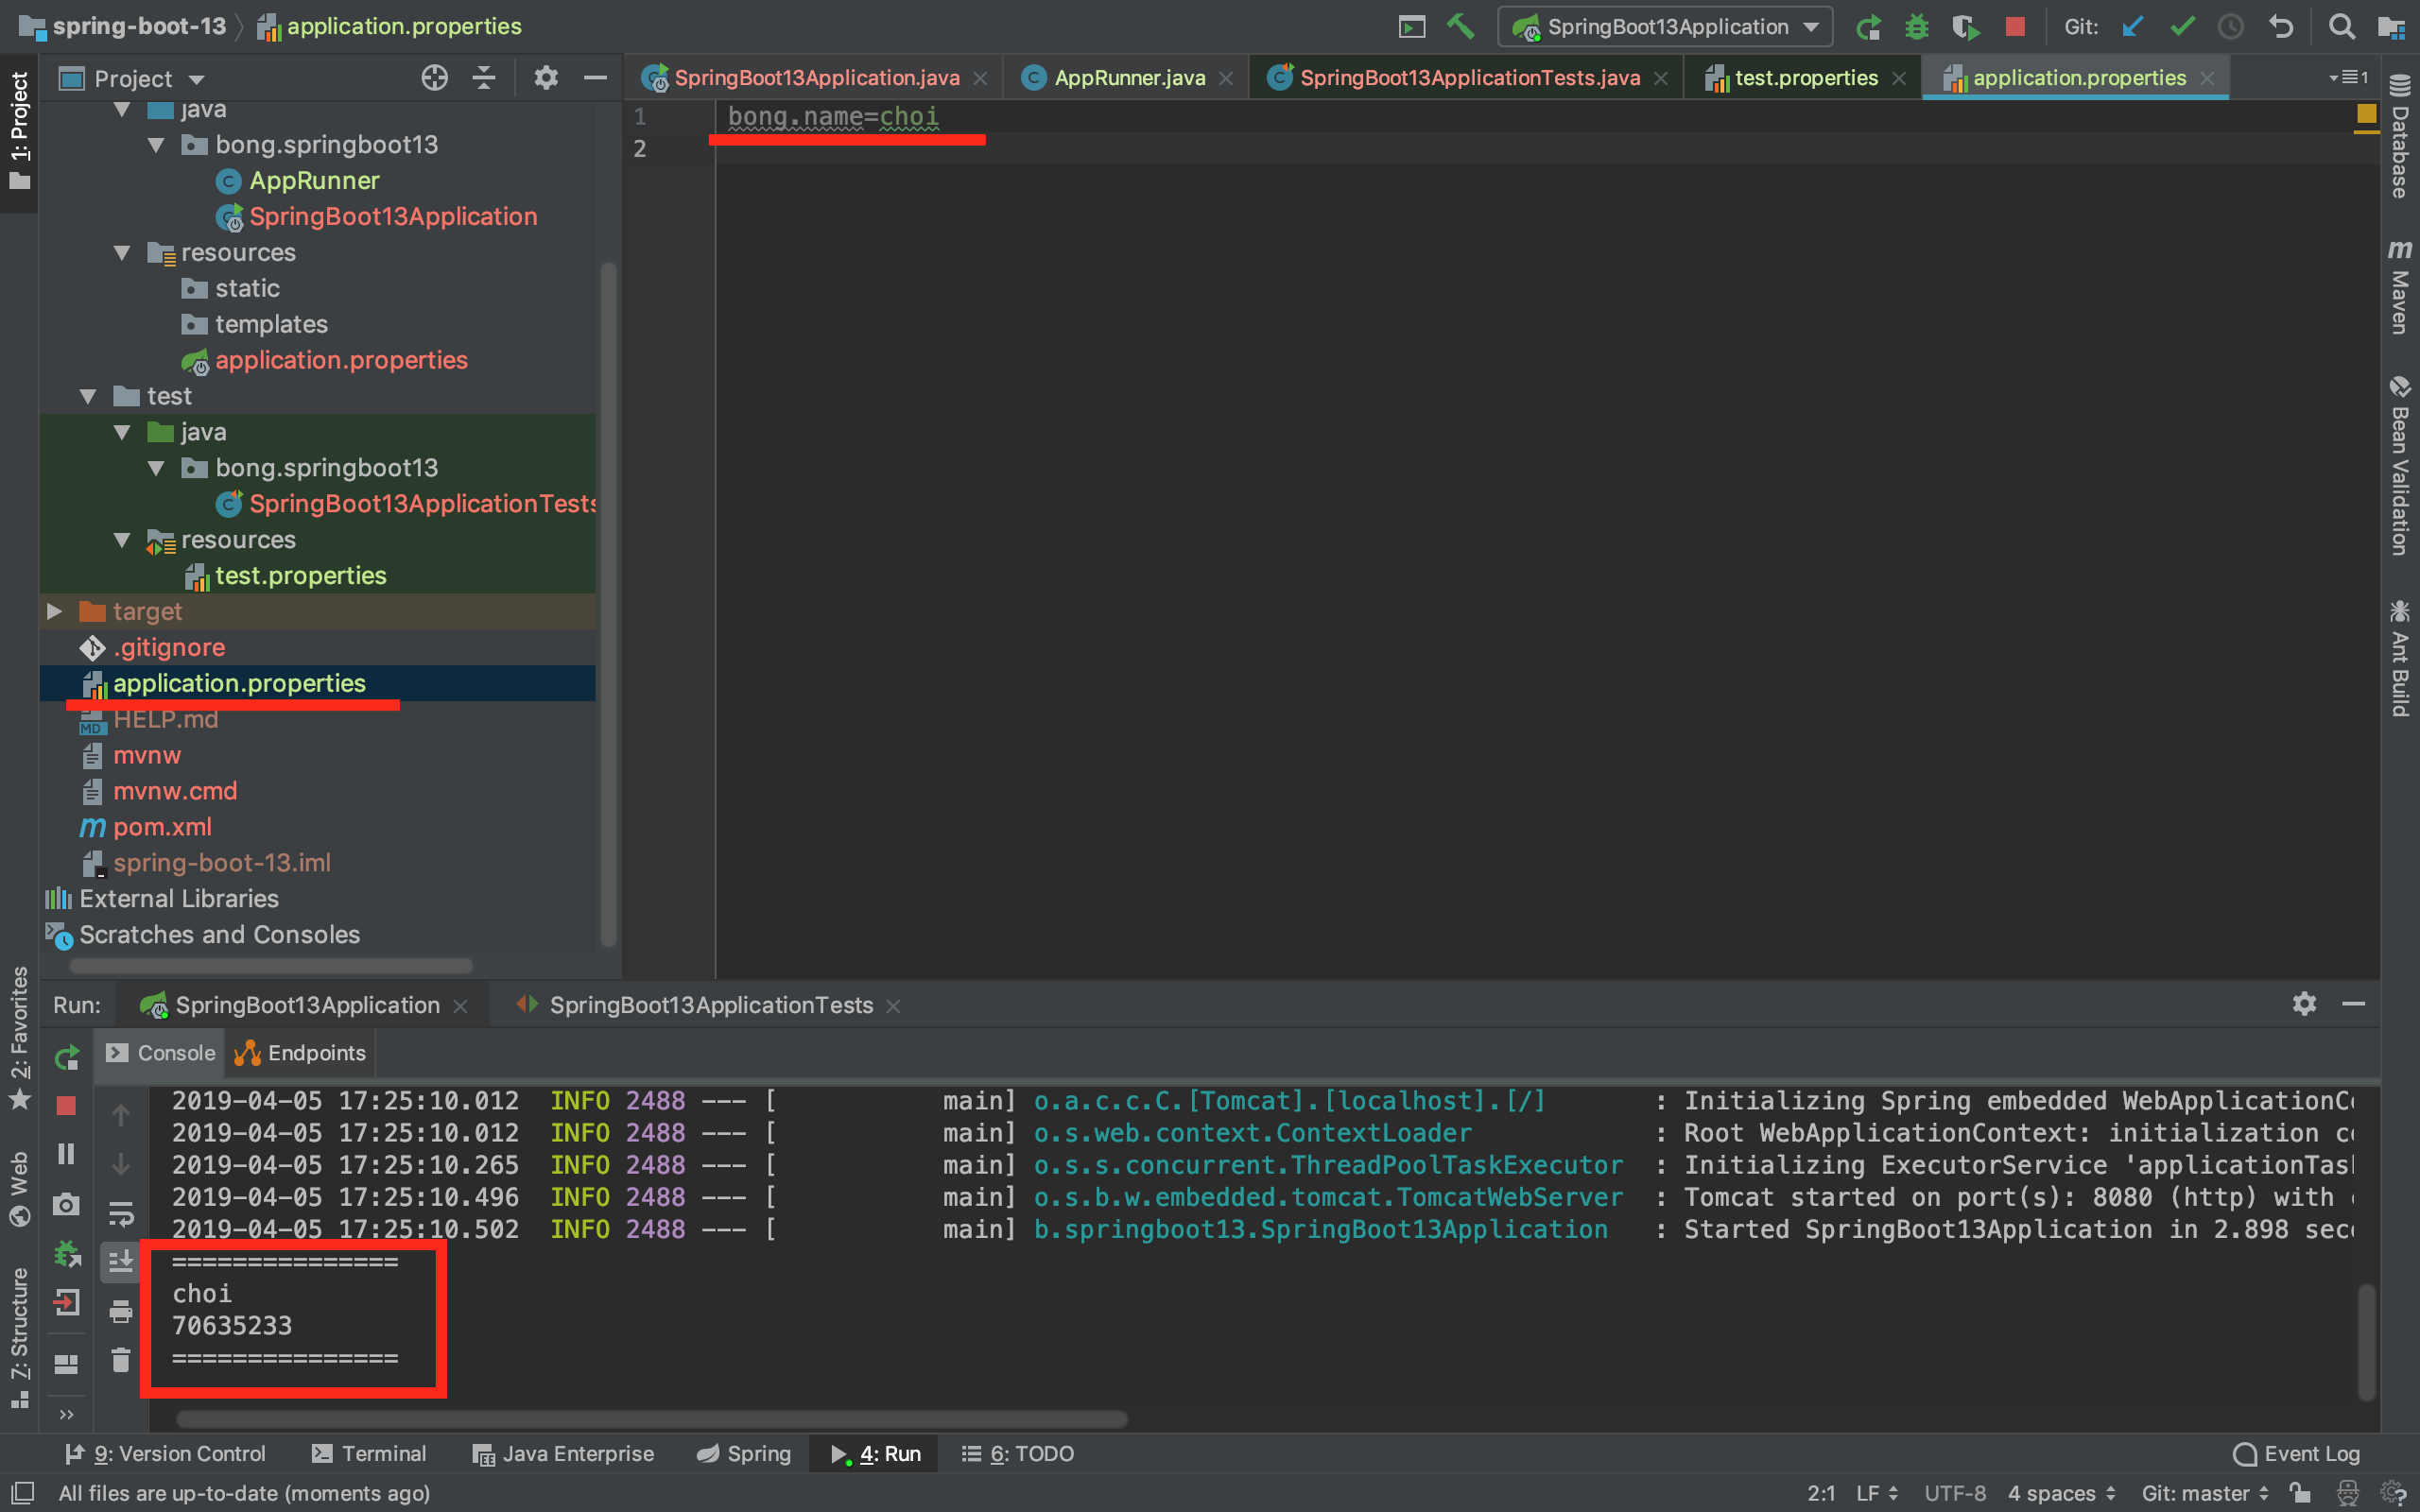 spring-boot-13 application.properties
SpringBoot13Application Git:
1: Project
Project
java
bong.springboot13
AppRunner
SpringBoot13Application
resources
static
templates
application.properties
test
java
bong.springboot13
SpringBoot13ApplicationTests
resources
test.properties
target
.gitignore
application.properties
HELP.md
mvnw
mvnw.cmd
pom.xml
spring-boot-13.iml
External Libraries
Scratches and Consoles
SpringBoot13Application.java AppRunner.java SpringBoot13ApplicationTests.java test.properties application.properties 1
1 bong.name=choi
2
Database
Maven
Bean Validation
Ant Build
2: Favorites
Web
7: Structure
Run: SpringBoot13Application SpringBoot13ApplicationTests
Console Endpoints
2019-04-05 17:25:10.012 INFO 2488 --- [ main] o.a.c.c.C.[Tomcat].[localhost].[/] : Initializing Spring embedded WebApplicationCo
2019-04-05 17:25:10.012 INFO 2488 --- [ main] o.s.web.context.ContextLoader : Root WebApplicationContext: initialization co
2019-04-05 17:25:10.265 INFO 2488 --- [ main] o.s.s.concurrent.ThreadPoolTaskExecutor : Initializing ExecutorService 'applicationTask
2019-04-05 17:25:10.496 INFO 2488 --- [ main] o.s.b.w.embedded.tomcat.TomcatWebServer : Tomcat started on port(s): 8080 (http) with
2019-04-05 17:25:10.502 INFO 2488 --- [ main] b.springboot13.SpringBoot13Application : Started SpringBoot13Application in 2.898 seco
===============
choi
70635233
===============
9: Version Control Terminal Java Enterprise Spring 4: Run 6: TODO Event Log
All files are up-to-date (moments ago) 2:1 LF UTF-8 4 spaces Git: master